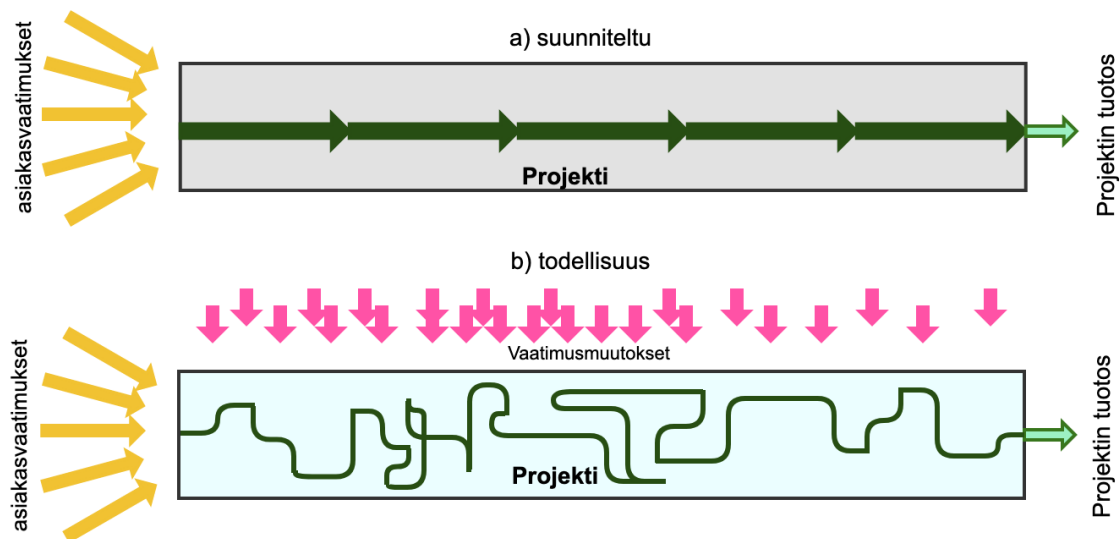 a) suunniteltu
asiakasvaatimukset
Projekti
Projektin tuotos
b) todellisuus
Vaatimusmuutokset
asiakasvaatimukset
Projekti
Projektin tuotos